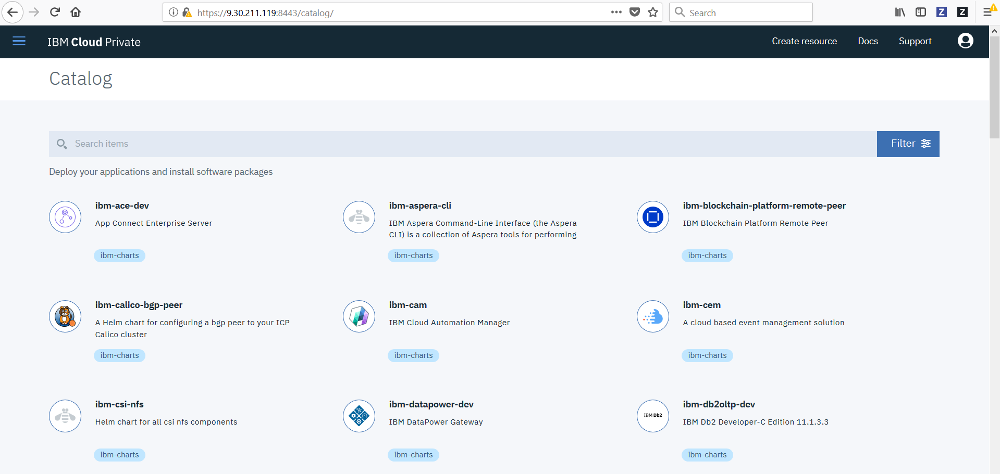 https://9.30.211.119:8443/catalog/
Search
Z
Z
IBM Cloud Private
Create resource
Docs
Support
Catalog
Search items
Filter
Deploy your applications and install software packages
ibm-ace-dev
App Connect Enterprise Server
ibm-charts
ibm-aspera-cli
IBM Aspera Command-Line Interface (the Aspera
CLI) is a collection of Aspera tools for performing
ibm-charts
ibm-blockchain-platform-remote-peer
IBM Blockchain Platform Remote Peer
ibm-charts
ibm-calico-bgp-peer
A Helm chart for configuring a bgp peer to your ICP
Calico cluster
ibm-charts
ibm-cam
IBM Cloud Automation Manager
ibm-charts
ibm-cem
A cloud based event management solution
ibm-charts
ibm-csi-nfs
Helm chart for all csi nfs components
ibm-charts
ibm-datapower-dev
IBM DataPower Gateway
ibm-charts
IBM Db2
ibm-db2oltp-dev
IBM Db2 Developer-C Edition 11.1.3.3
ibm-charts